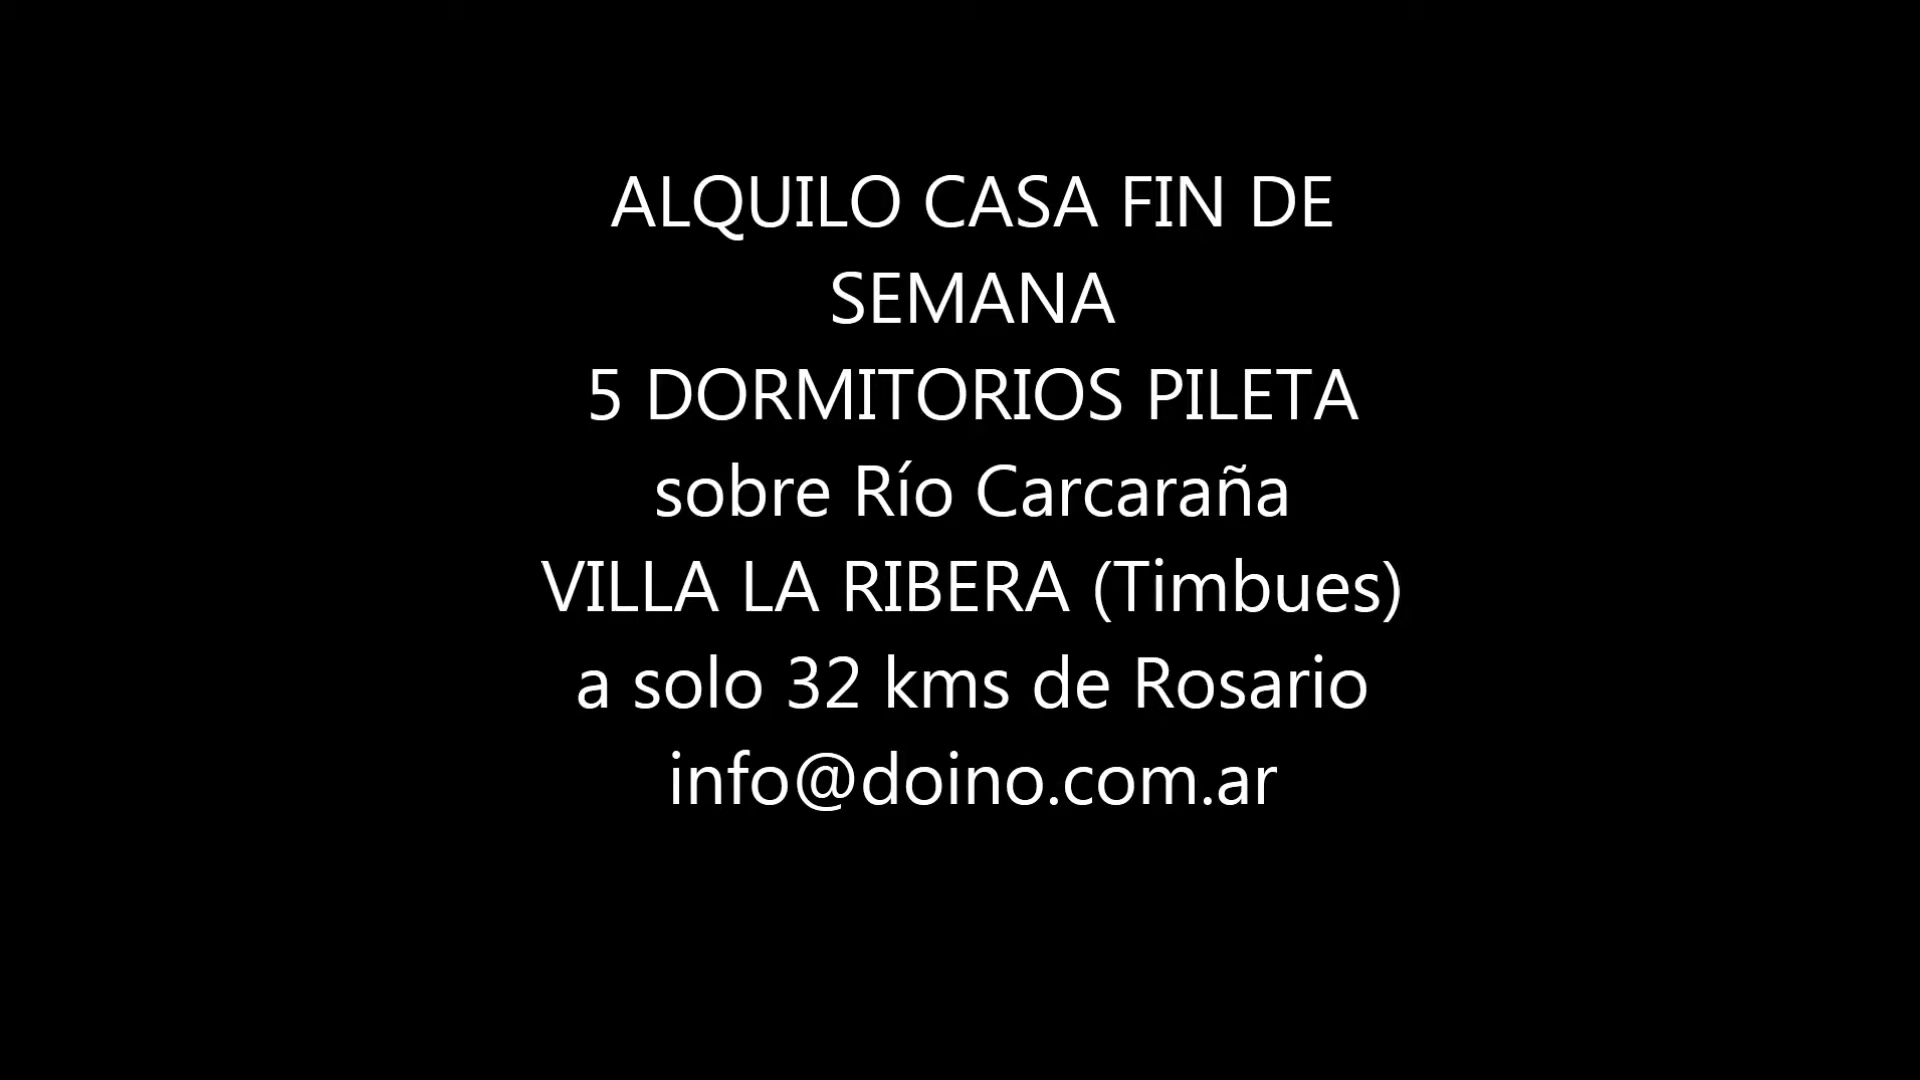 ALQUILO CASA FIN DE
SEMANA
5 DORMITORIOS PILETA
sobre Río Carcaraña
VILLA LA RIBERA (Timbues)
a solo 32 kms de Rosario
info@doino.com.ar